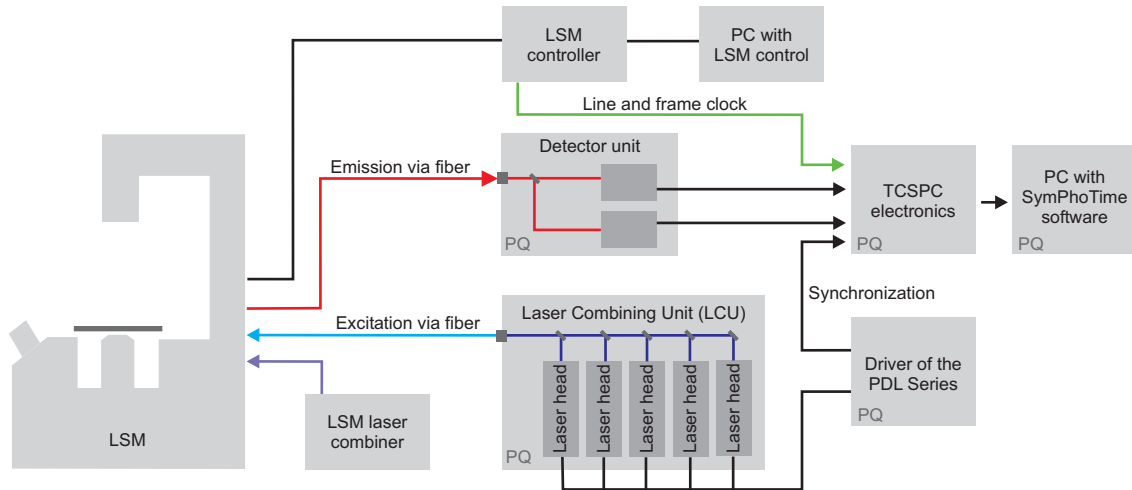 LSM
controller
PC with
LSM control
Line and frame clock
Detector unit
Emission via fiber
PQ
TCSPC
electronics
PQ
PC with
SymPhoTime
software
PQ
Synchronization
Laser Combining Unit (LCU)
Excitation via fiber
Laser head
Laser head
Laser head
Laser head
Laser head
PQ
Driver of the
PDL Series
PQ
LSM laser
combiner
LSM